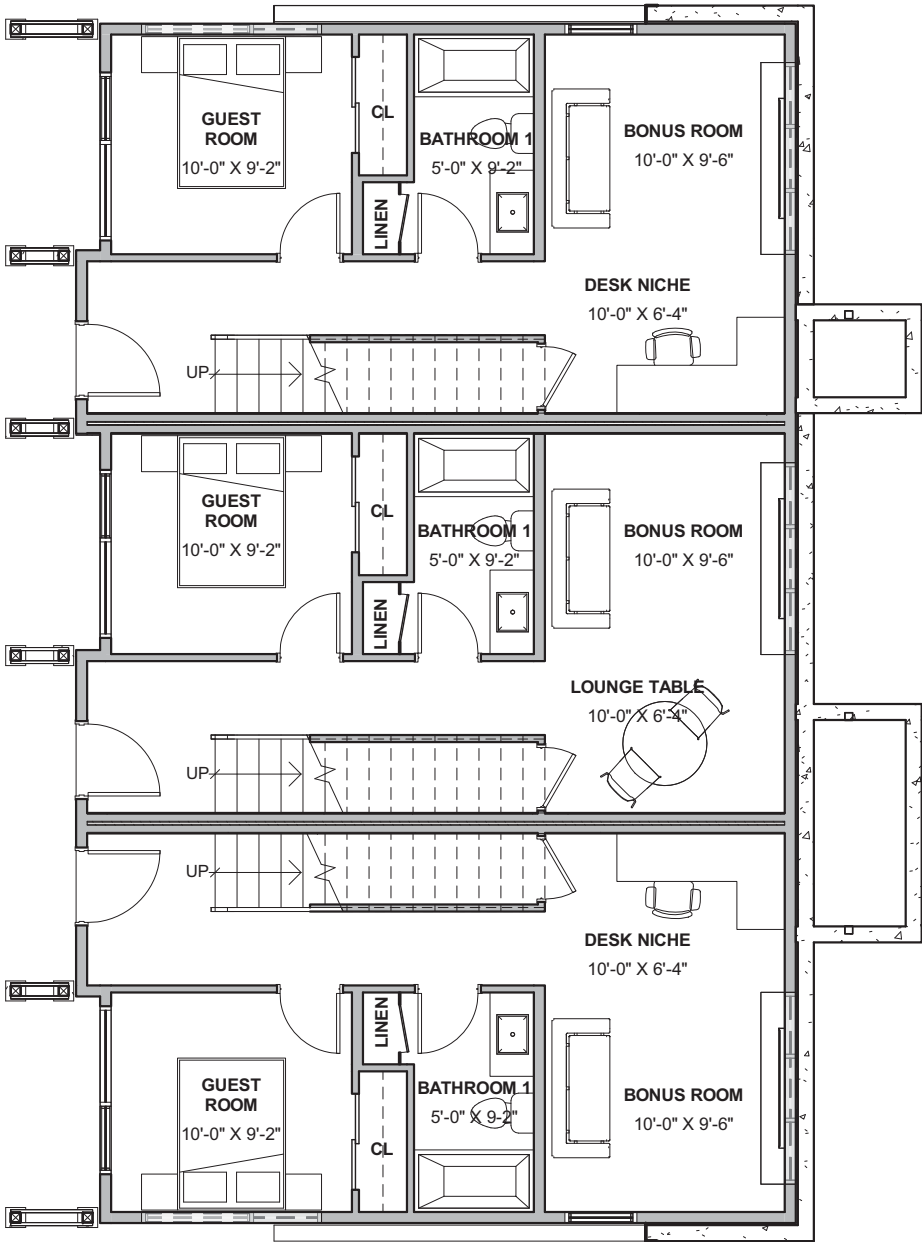 GUEST
ROOM
10'-0" X 9'-2"
CL
BATHROOM 1
5'-0" X 9'-2"
LINEN
BONUS ROOM
10'-0" X 9'-6"
DESK NICHE
10'-0" X 6'-4"
UP
GUEST
ROOM
10'-0" X 9'-2"
CL
BATHROOM 1
5'-0" X 9'-2"
LINEN
BONUS ROOM
10'-0" X 9'-6"
LOUNGE TABLE
10'-0" X 6'-4"
UP
UP
DESK NICHE
10'-0" X 6'-4"
LINEN
GUEST
ROOM
10'-0" X 9'-2"
BATHROOM 1
5'-0" X 9-2"
CL
BONUS ROOM
10'-0" X 9'-6"